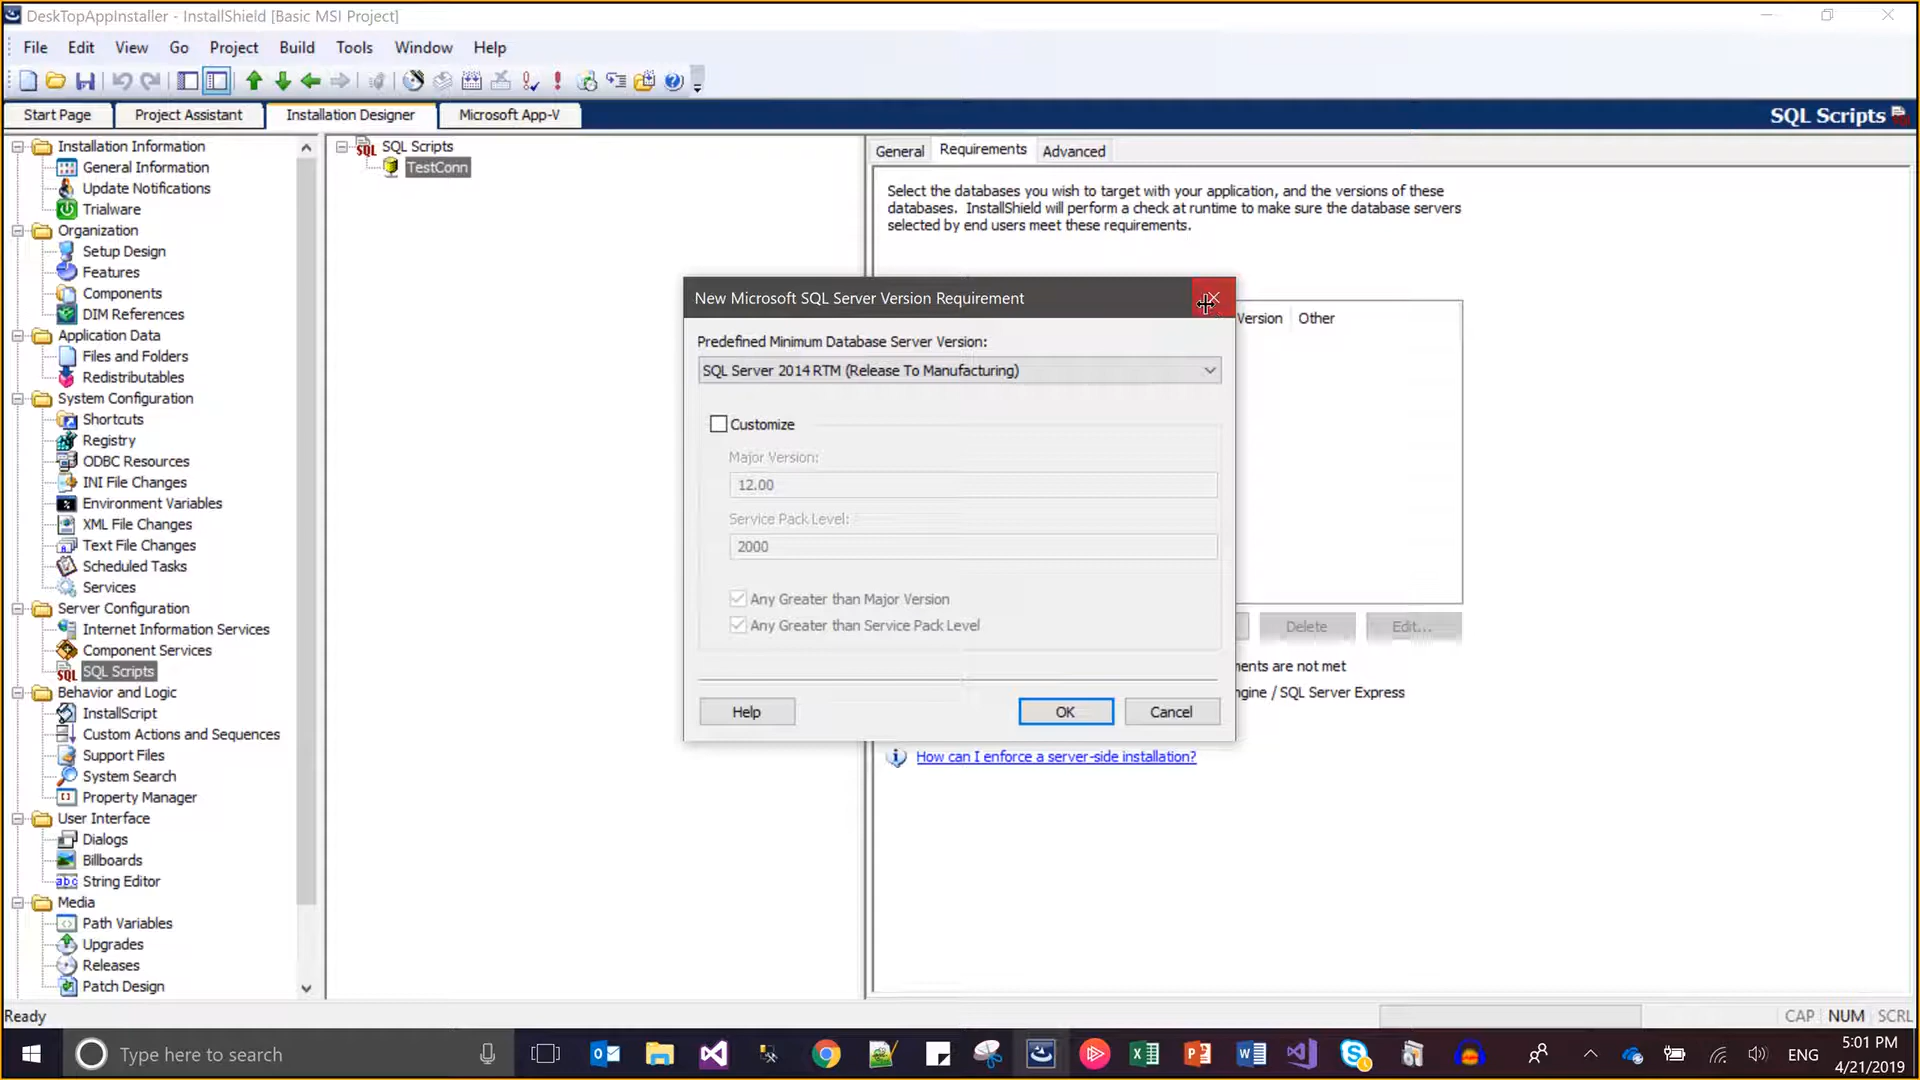 DeskTopAppInstaller - InstallShield [Basic MSI Project]
File Edit View Go Project Build Tools Window Help
Start Page Project Assistant Installation Designer Microsoft App-V SQL Scripts
Installation Information
General Information
Update Notifications
Trialware
Organization
Setup Design
Features
Components
DIM References
Application Data
Files and Folders
Redistributables
System Configuration
Shortcuts
Registry
ODBC Resources
INI File Changes
Environment Variables
XML File Changes
Text File Changes
Scheduled Tasks
Services
Server Configuration
Internet Information Services
Component Services
SQL Scripts
Behavior and Logic
InstallScript
Custom Actions and Sequences
Support Files
System Search
Property Manager
User Interface
Dialogs
Billboards
String Editor
Media
Path Variables
Upgrades
Releases
Patch Design
SQL Scripts
TestConn
General Requirements Advanced
Select the databases you wish to target with your application, and the versions of these
databases. InstallShield will perform a check at runtime to make sure the database servers
selected by end users meet these requirements.
Version Other
Delete Edit...
ents are not met
gine / SQL Server Express
How can I enforce a server-side installation?
New Microsoft SQL Server Version Requirement
Predefined Minimum Database Server Version:
SQL Server 2014 RTM (Release To Manufacturing)
Customize
Major Version:
12.00
Service Pack Level:
2000
Any Greater than Major Version
Any Greater than Service Pack Level
Help OK Cancel
Ready CAP NUM SCRL
Type here to search
ENG
5:01 PM
4/21/2019